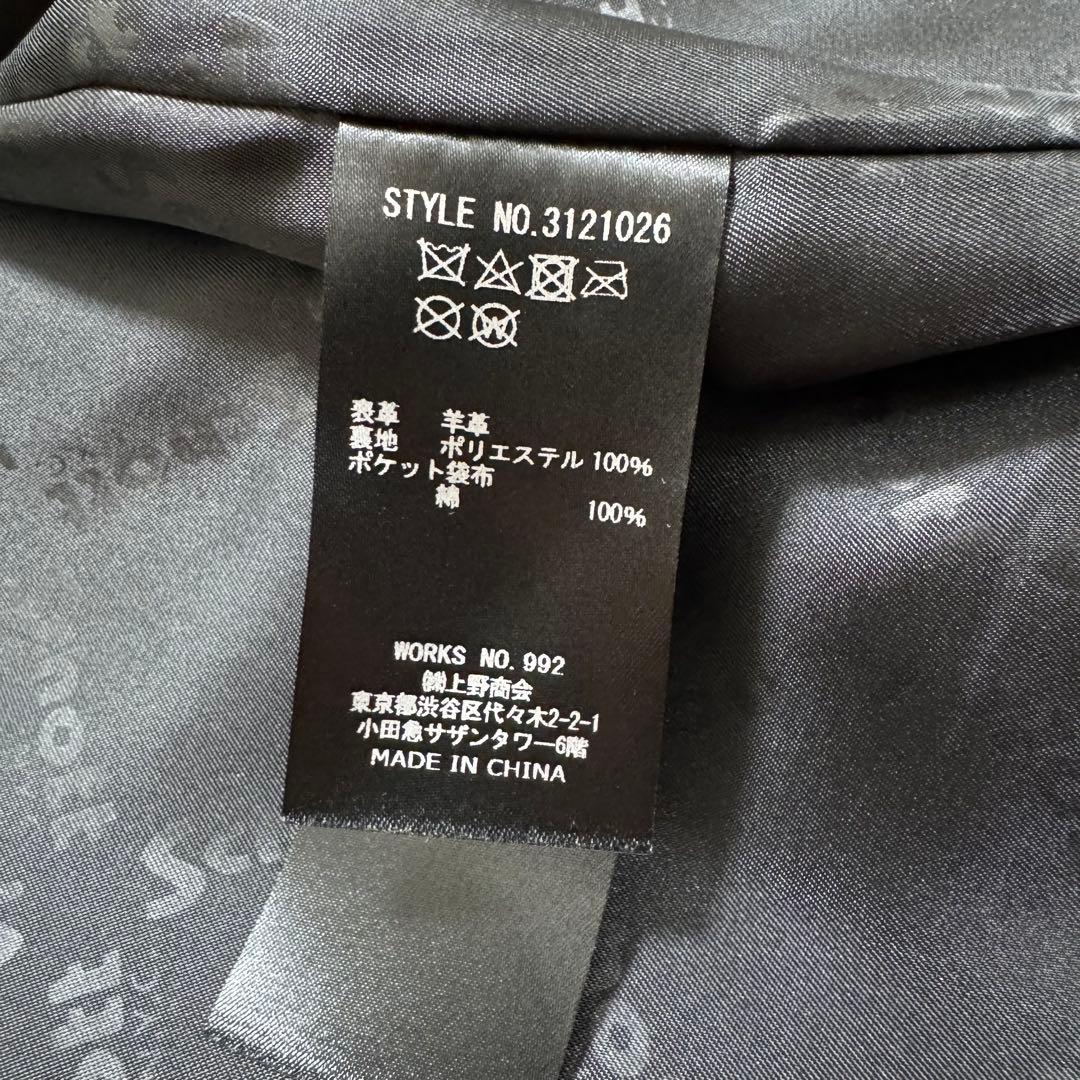 STYLE NO.3121026
W
表革 羊革
裏地 ポリエステル 100%
ポケット袋布
綿 100%
WORKS NO.992
㈱上野商会
東京都渋谷区代々木2-2-1
小田急サザンタワー6階
MADE IN CHINA